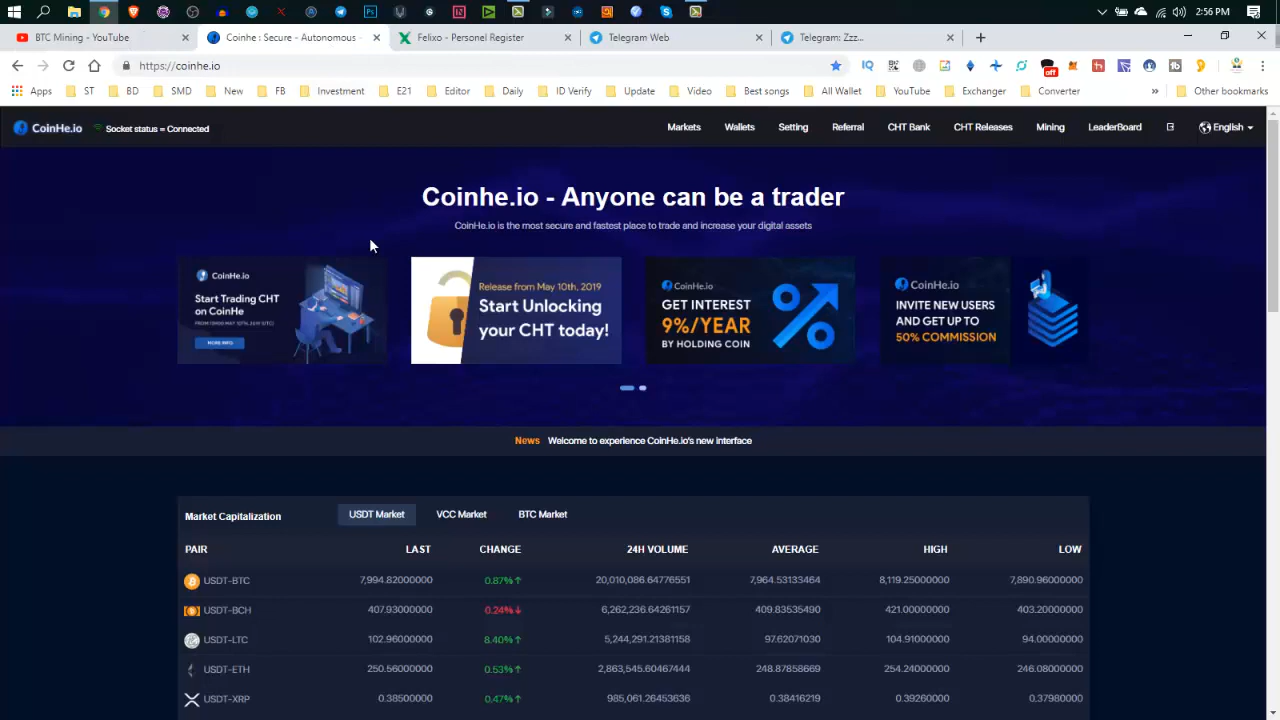 2:56 PM
BTC Mining - YouTube
Coinhe : Secure - Autonomous -
Felixo - Personel Register
Telegram Web
Telegram: Zzz...
https://coinhe.io
off
Apps ST BD SMD New FB Investment E21 Editor Daily ID Verify Update Video Best songs All Wallet YouTube Exchanger Converter » Other bookmarks
CoinHe.io Socket status = Connected Markets Wallets Setting Referral CHT Bank CHT Releases Mining LeaderBoard English
Coinhe.io - Anyone can be a trader
CoinHe.io is the most secure and fastest place to trade and increase your digital assets
CoinHe.io
Start Trading CHT
on CoinHe
MORE INFO
Release from May 10th, 2019
Start Unlocking
your CHT today!
CoinHe.io
GET INTEREST
9%/YEAR
BY HOLDING COIN
CoinHe.io
INVITE NEW USERS
AND GET UP TO
50% COMMISSION
News Welcome to experience CoinHe.io's new interface
Market Capitalization USDT Market VCC Market BTC Market
PAIR LAST CHANGE 24H VOLUME AVERAGE HIGH LOW
USDT-BTC 7,994.82000000 0.87%↑ 20,010,086.64776551 7,964.53133464 8,119.25000000 7,890.96000000
USDT-BCH 407.93000000 0.24%↓ 6,262,236.64261157 409.83535490 421.00000000 403.20000000
USDT-LTC 102.96000000 8.40%↑ 5,244,291.21381158 97.62071030 104.91000000 94.00000000
USDT-ETH 250.56000000 0.53%↑ 2,863,545.60467444 248.87858669 254.24000000 246.08000000
USDT-XRP 0.38500000 0.47%↑ 985,061.26453636 0.38416219 0.39260000 0.37980000